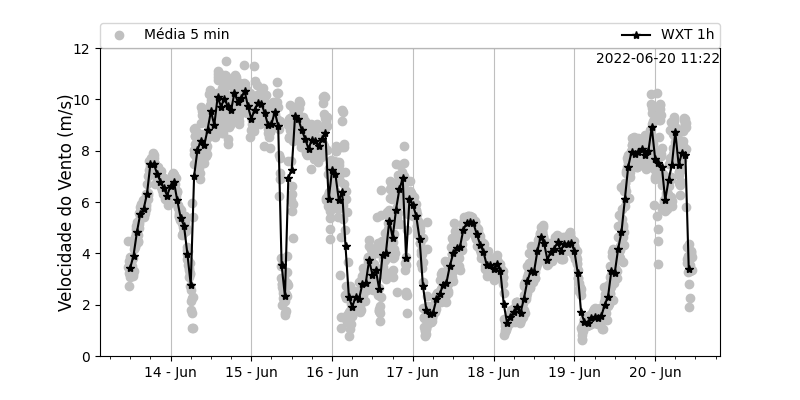 Média 5 min
WXT 1h
2022-06-20 11:22
Velocidade do Vento (m/s)
12
10
8
6
4
2
0
14 - Jun
15 - Jun
16 - Jun
17 - Jun
18 - Jun
19 - Jun
20 - Jun